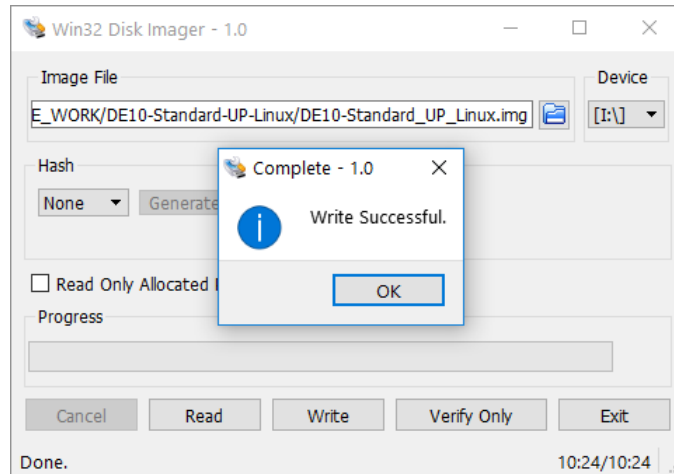 Win32 Disk Imager - 1.0
Image File
Device
E_WORK/DE10-Standard-UP-Linux/DE10-Standard_UP_Linux.img
[I:\]
Hash
None
Generate
Complete - 1.0
Write Successful.
OK
Read Only Allocated
Progress
Cancel Read Write Verify Only Exit
Done. 10:24/10:24